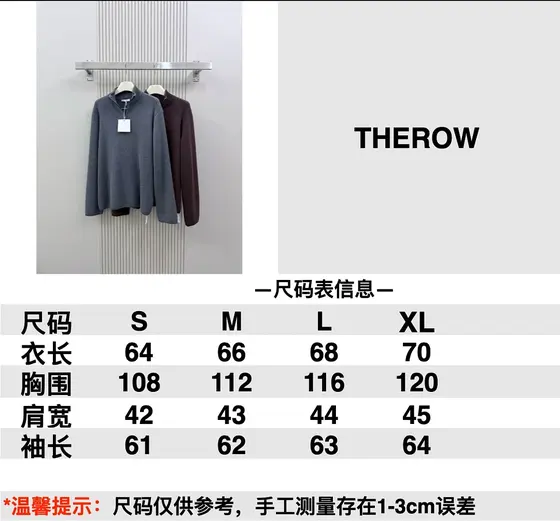 THEROW
—尺码表信息—
尺码 S M L XL
衣长 64 66 68 70
胸围 108 112 116 120
肩宽 42 43 44 45
袖长 61 62 63 64
*温馨提示：尺码仅供参考，手工测量存在1-3cm误差